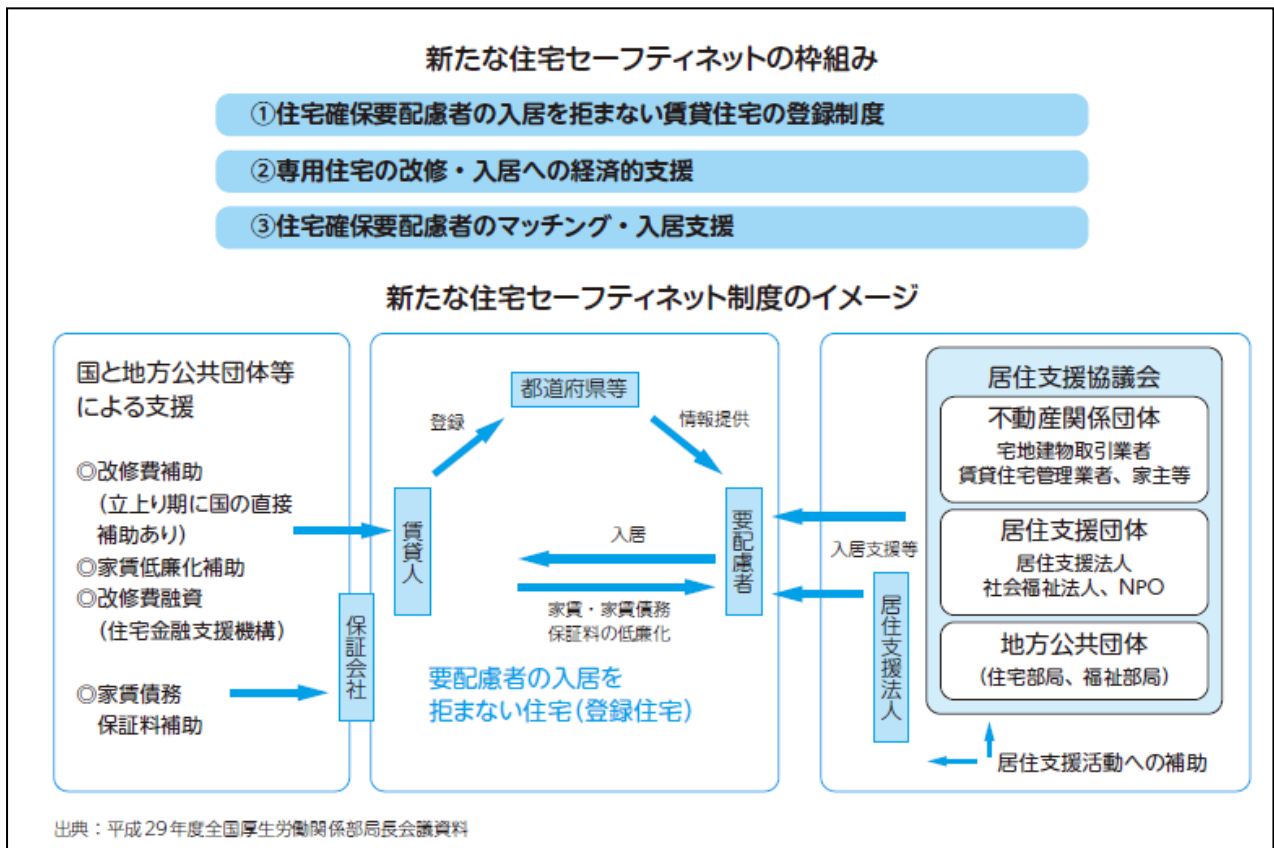 新たな住宅セーフティネットの枠組み
①住宅確保要配慮者の入居を拒まない賃貸住宅の登録制度
②専用住宅の改修・入居への経済的支援
③住宅確保要配慮者のマッチング・入居支援
新たな住宅セーフティネット制度のイメージ
国と地方公共団体等
による支援
◎改修費補助
(立上り期に国の直接
補助あり)
◎家賃低廉化補助
◎改修費融資
(住宅金融支援機構)
◎家賃債務
保証料補助
保証会社
都道府県等
登録
情報提供
賃貸人
要配慮者
入居
家賃・家賃債務
保証料の低廉化
要配慮者の入居を
拒まない住宅(登録住宅)
入居支援等
居住支援法人
居住支援協議会
不動産関係団体
宅地建物取引業者
賃貸住宅管理業者、家主等
居住支援団体
居住支援法人
社会福祉法人、NPO
地方公共団体
(住宅部局、福祉部局)
居住支援活動への補助
出典：平成29年度全国厚生労働関係部局長会議資料